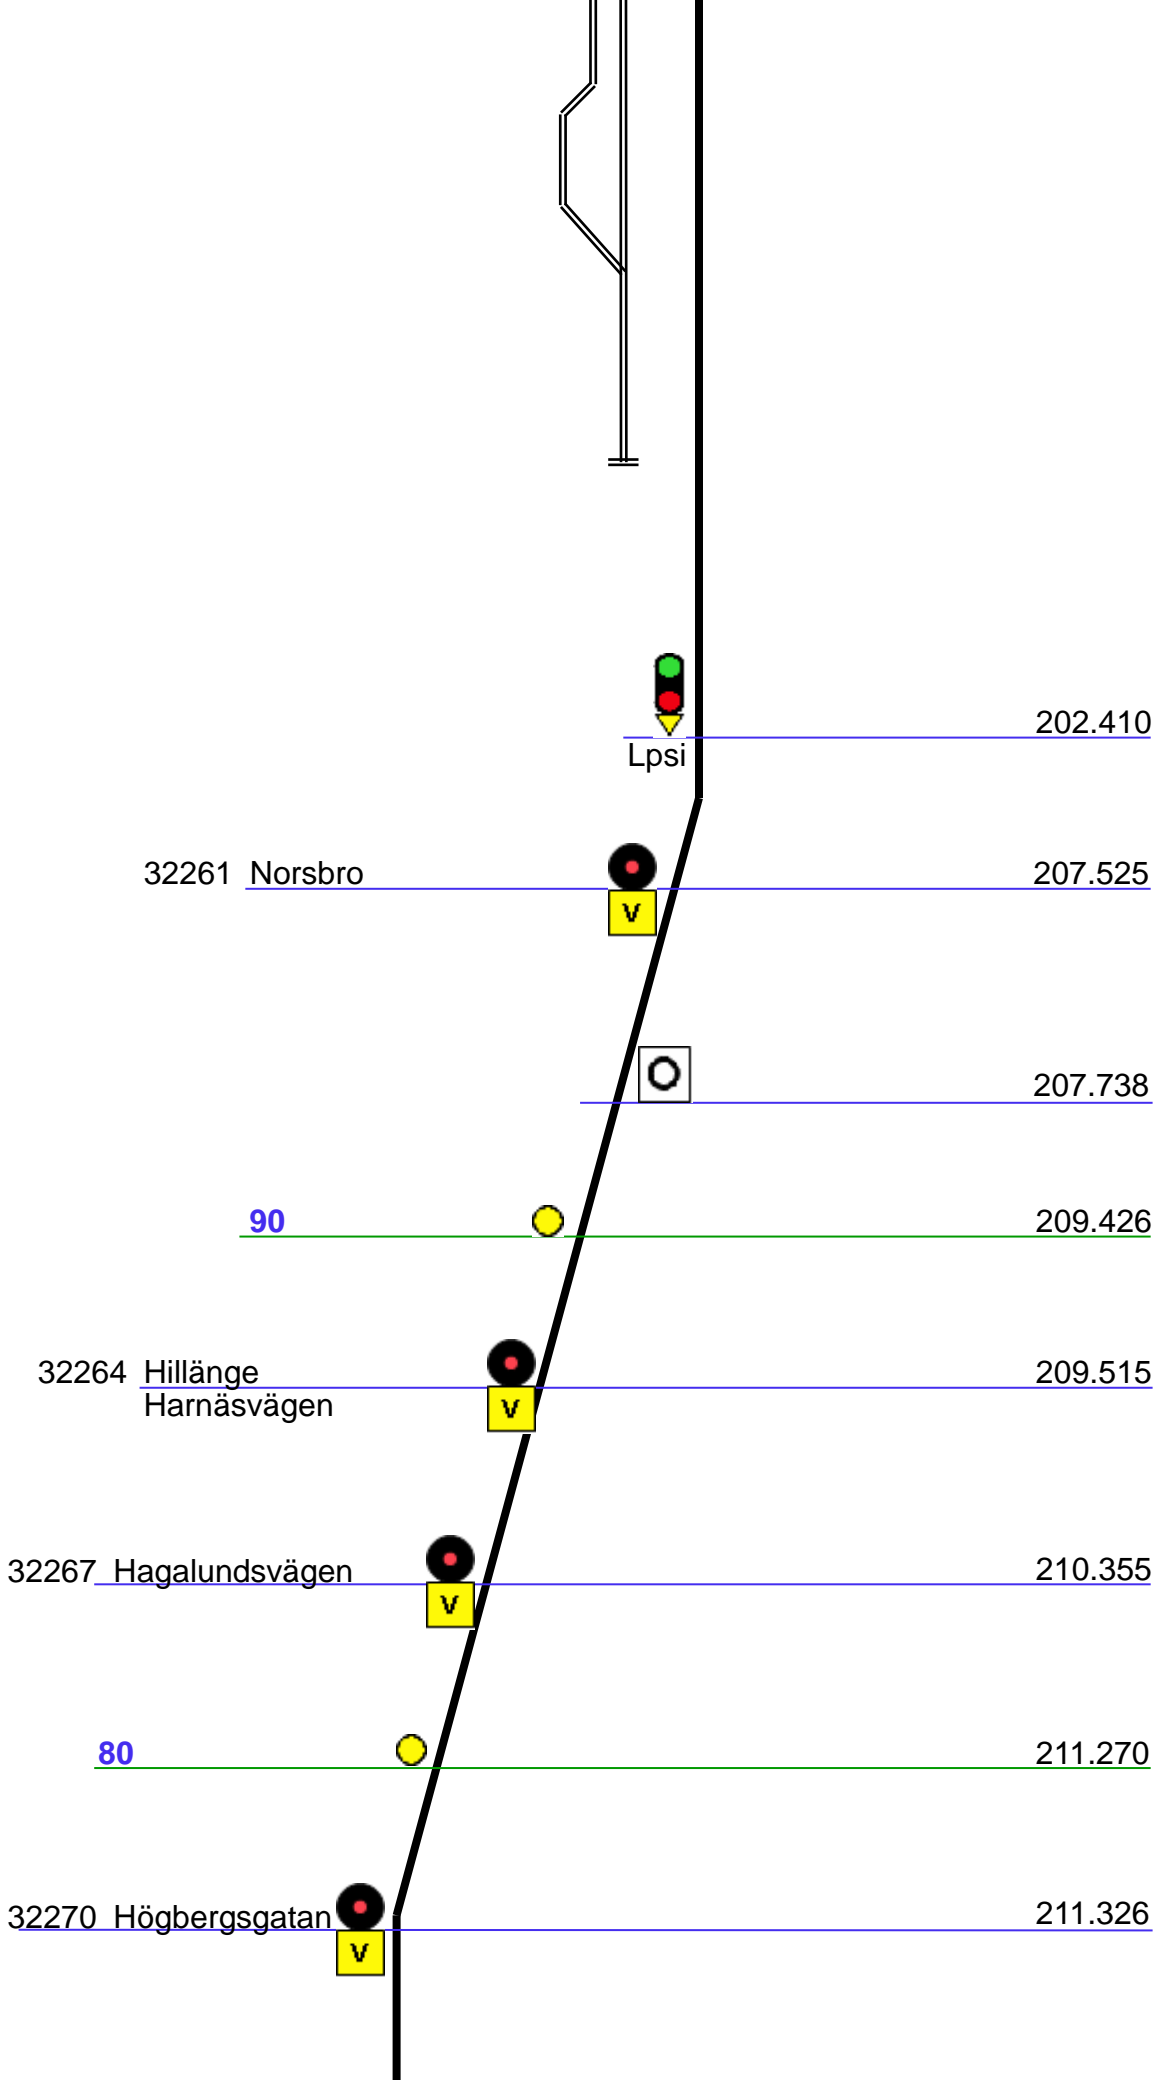 202.410
Lpsi
32261 Norsbro 207.525
V
O
207.738
90 209.426
32264 Hillänge 209.515
Harnäsvägen
V
32267 Hagalundsvägen 210.355
V
80 211.270
32270 Högbergsgatan 211.326
V